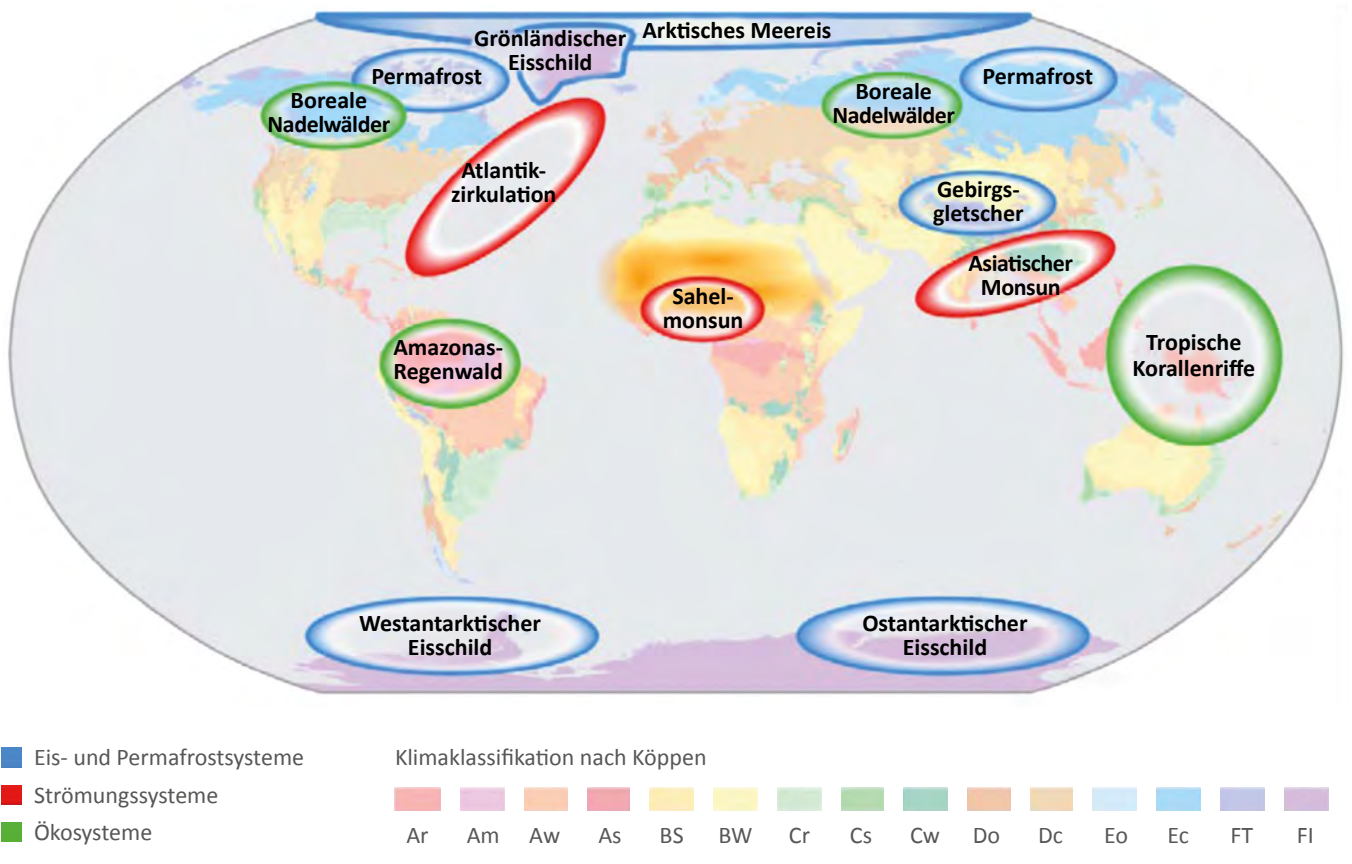 Arktisches Meereis
Grönländischer
Eisschild
Permafrost
Permafrost
Boreale
Nadelwälder
Boreale
Nadelwälder
Atlantik-
zirkulation
Gebirgs-
gletscher
Asiatischer
Monsun
Sahel-
monsun
Amazonas-
Regenwald
Tropische
Korallenriffe
Westantarktischer
Eisschild
Ostantarktischer
Eisschild
Eis- und Permafrostsysteme
Strömungssysteme
Ökosysteme
Klimaklassifikation nach Köppen
Ar Am Aw As BS BW Cr Cs Cw Do Dc Eo Ec FT FI